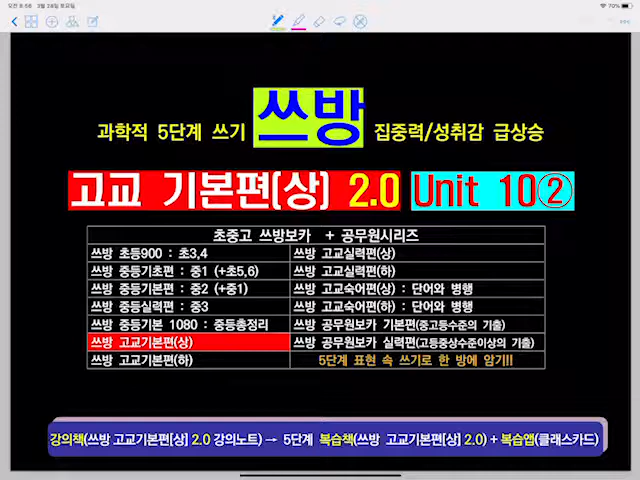 오전 8:56 3월 28일 토요일 70%
과학적 5단계 쓰기 쓰방 집중력/성취감 급상승
고교 기본편(상) 2.0 Unit 10②
초중고 쓰방보카 + 공무원시리즈
쓰방 초등900 : 초3,4 쓰방 고교실력편(상)
쓰방 중등기초편 : 중1 (+초5,6) 쓰방 고교실력편(하)
쓰방 중등기본편 : 중2 (+중1) 쓰방 고교숙어편(상) : 단어와 병행
쓰방 중등실력편 : 중3 쓰방 고교숙어편(하) : 단어와 병행
쓰방 중등기본 1080 : 중등총정리 쓰방 공무원보카 기본편(중고등수준의 기출)
쓰방 고교기본편(상) 쓰방 공무원보카 실력편(고등중상수준이상의 기출)
쓰방 고교기본편(하) 5단계 표현 속 쓰기로 한 방에 암기!!
강의책(쓰방 고교기본편[상] 2.0 강의노트) → 5단계 복습책(쓰방 고교기본편[상] 2.0) + 복습앱(클래스카드)